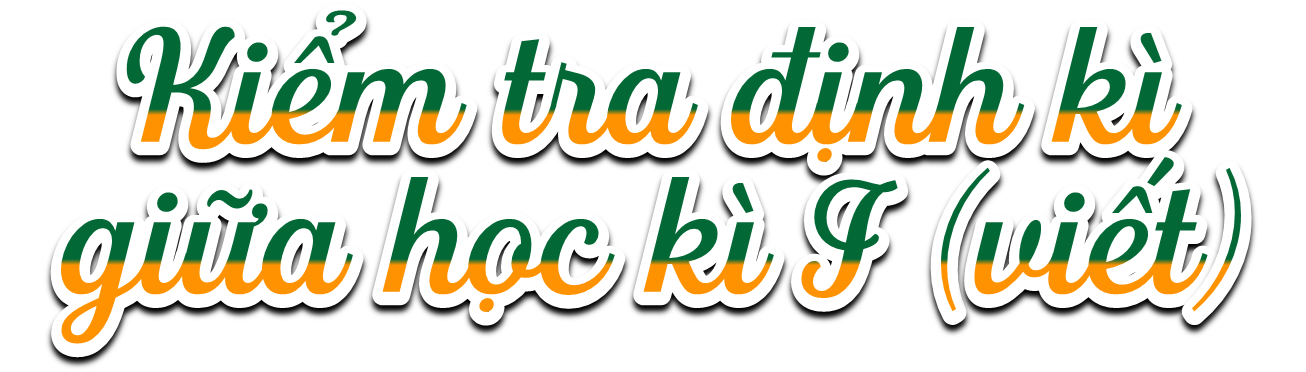 Kiểm tra định kì
giữa học kì I (viết)